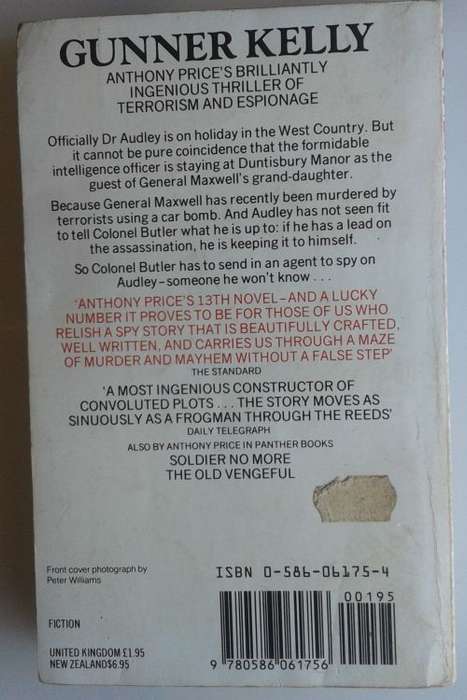 GUNNER KELLY
ANTHONY PRICE'S BRILLIANTLY
INGENIOUS THRILLER OF
TERRORISM AND ESPIONAGE
Officially Dr Audley is on holiday in the West Country. But
it cannot be pure coincidence that the formidable
intelligence officer is staying at Duntisbury Manor as the
guest of General Maxwell's grand-daughter.
Because General Maxwell has recently been murdered by
terrorists using a car bomb. And Audley has not seen fit
to tell Colonel Butler what he is up to: if he has a lead on
the assassination, he is keeping it to himself.
So Colonel Butler has to send in an agent to spy on
Audley – someone he won't know . . .
'ANTHONY PRICE'S 13TH NOVEL – AND A LUCKY
NUMBER IT PROVES TO BE FOR THOSE OF US WHO
RELISH A SPY STORY THAT IS BEAUTIFULLY CRAFTED,
WELL WRITTEN, AND CARRIES US THROUGH A MAZE
OF MURDER AND MAYHEM WITHOUT A FALSE STEP'
THE STANDARD
'A MOST INGENIOUS CONSTRUCTOR OF
CONVOLUTED PLOTS . . . THE STORY MOVES AS
SINUOUSLY AS A FROGMAN THROUGH THE REEDS'
DAILY TELEGRAPH
ALSO BY ANTHONY PRICE IN PANTHER BOOKS
SOLDIER NO MORE
THE OLD VENGEFUL
Front cover photograph by
Peter Williams
ISBN 0-586-06175-4
00195
FICTION
UNITED KINGDOM £1.95
NEW ZEALAND $6.95
9 780586 061756